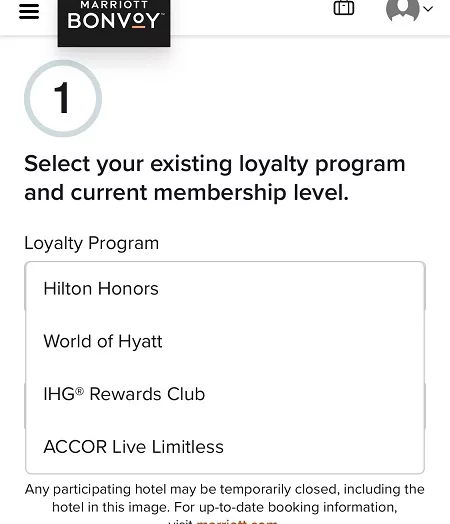 MARRIOTT
BONVOY™
1
Select your existing loyalty program
and current membership level.
Loyalty Program
Hilton Honors
World of Hyatt
IHG® Rewards Club
ACCOR Live Limitless
Any participating hotel may be temporarily closed, including the
hotel in this image. For up-to-date booking information,
visit marriott.com